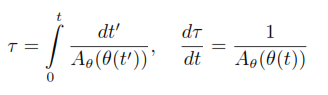 τ = ∫₀ᵗ dt′ / A_θ(θ(t′)), dτ/dt = 1 / A_θ(θ(t))